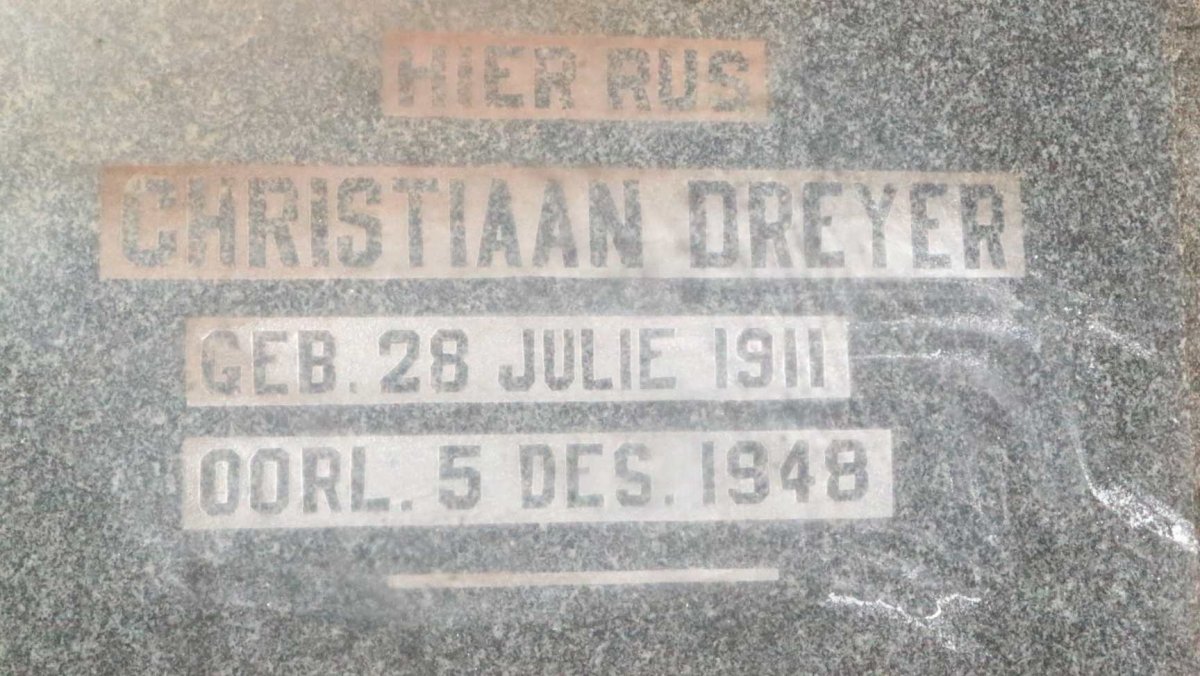 HIER RUS
CHRISTIAAN DREYER
GEB. 28 JULIE 1911
OORL. 5 DES. 1948